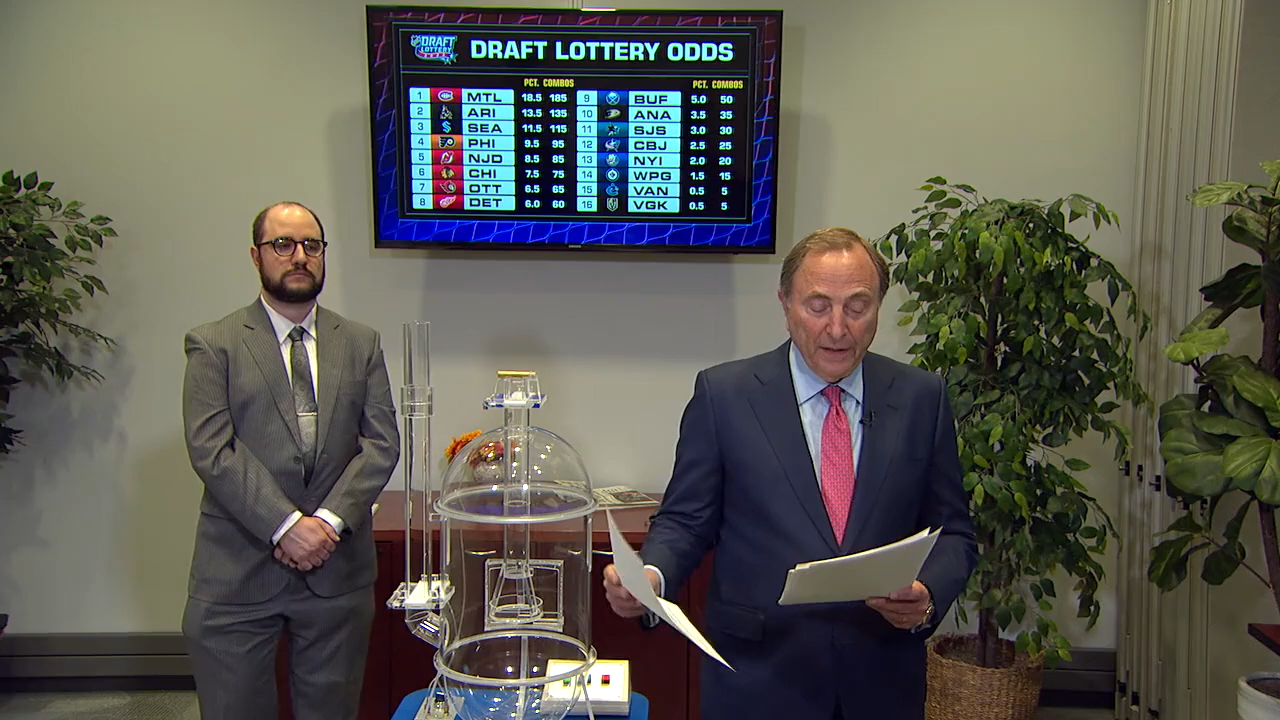 DRAFT LOTTERY
DRAFT LOTTERY ODDS
PCT. COMBOS
1 MTL 18.5 185
2 ARI 13.5 135
3 SEA 11.5 115
4 PHI 9.5 95
5 NJD 8.5 85
6 CHI 7.5 75
7 OTT 6.5 65
8 DET 6.0 60
PCT. COMBOS
9 BUF 5.0 50
10 ANA 3.5 35
11 SJS 3.0 30
12 CBJ 2.5 25
13 NYI 2.0 20
14 WPG 1.5 15
15 VAN 0.5 5
16 VGK 0.5 5